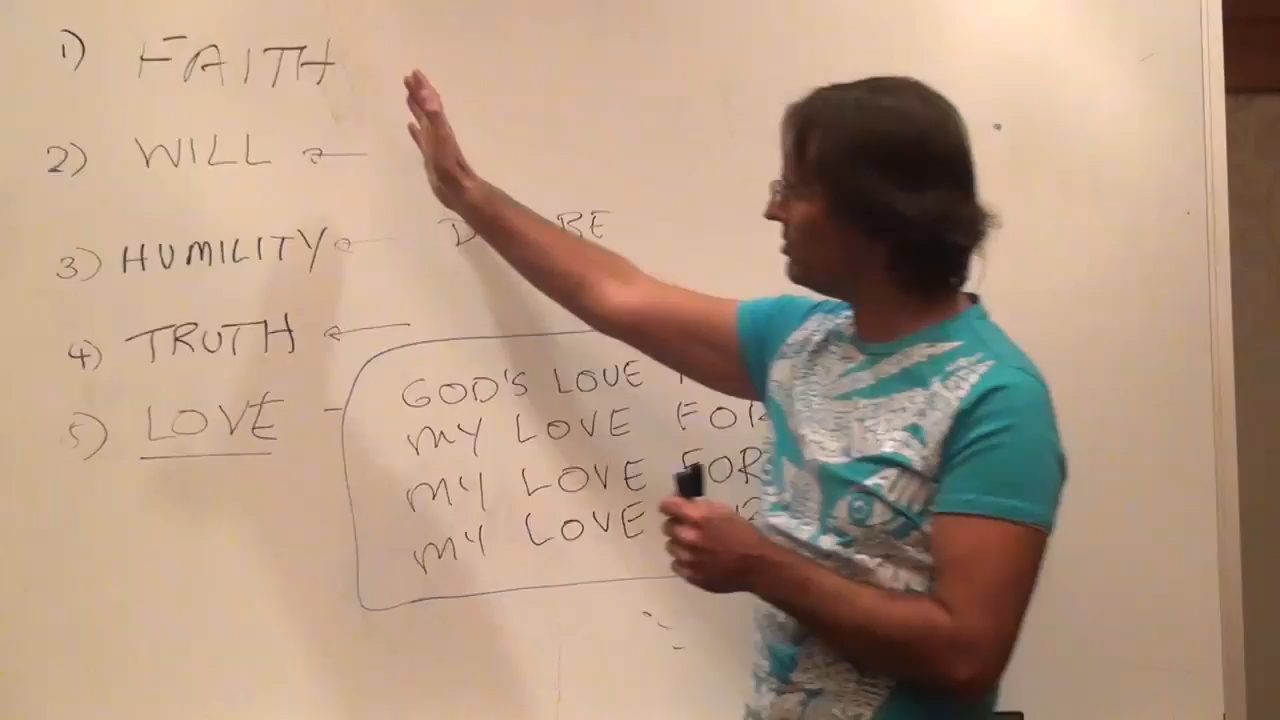 1) FAITH
2) WILL
3) HUMILITY
BE
4) TRUTH
5) LOVE
GOD'S LOVE
MY LOVE FOR
MY LOVE FOR
MY LOVE